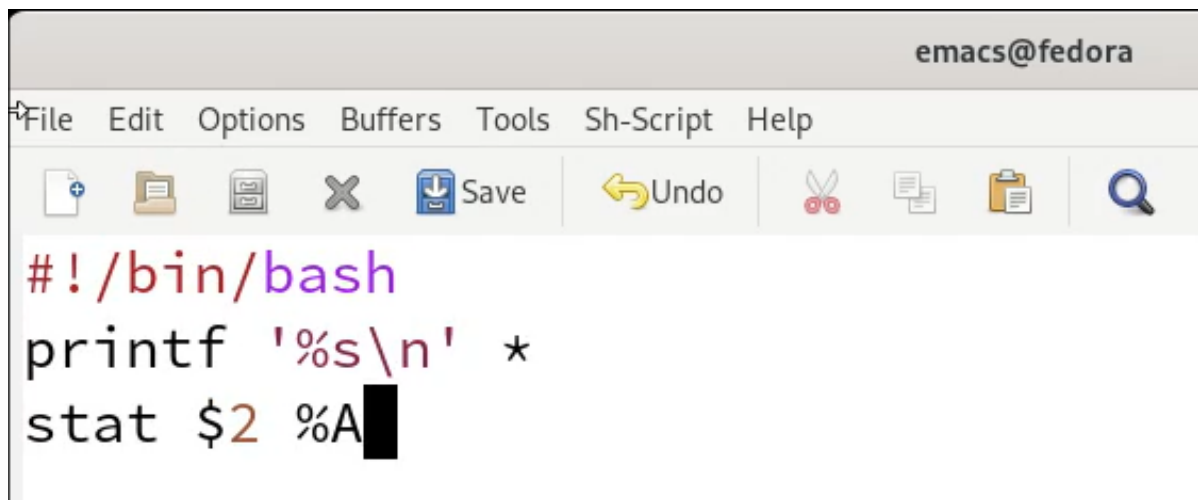 emacs@fedora
File Edit Options Buffers Tools Sh-Script Help
Save Undo
#!/bin/bash
printf '%s\n' *
stat $2 %A